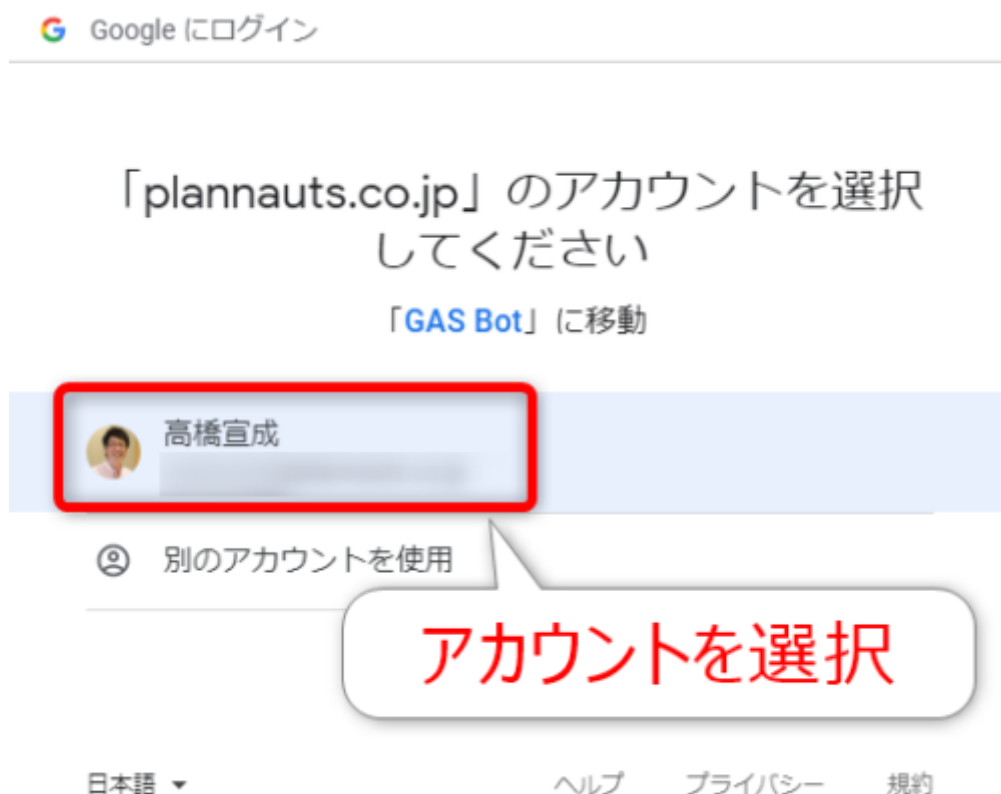 Google にログイン
「plannauts.co.jp」のアカウントを選択
してください
「GAS Bot」に移動
高橋宣成
別のアカウントを使用
アカウントを選択
日本語
ヘルプ プライバシー 規約